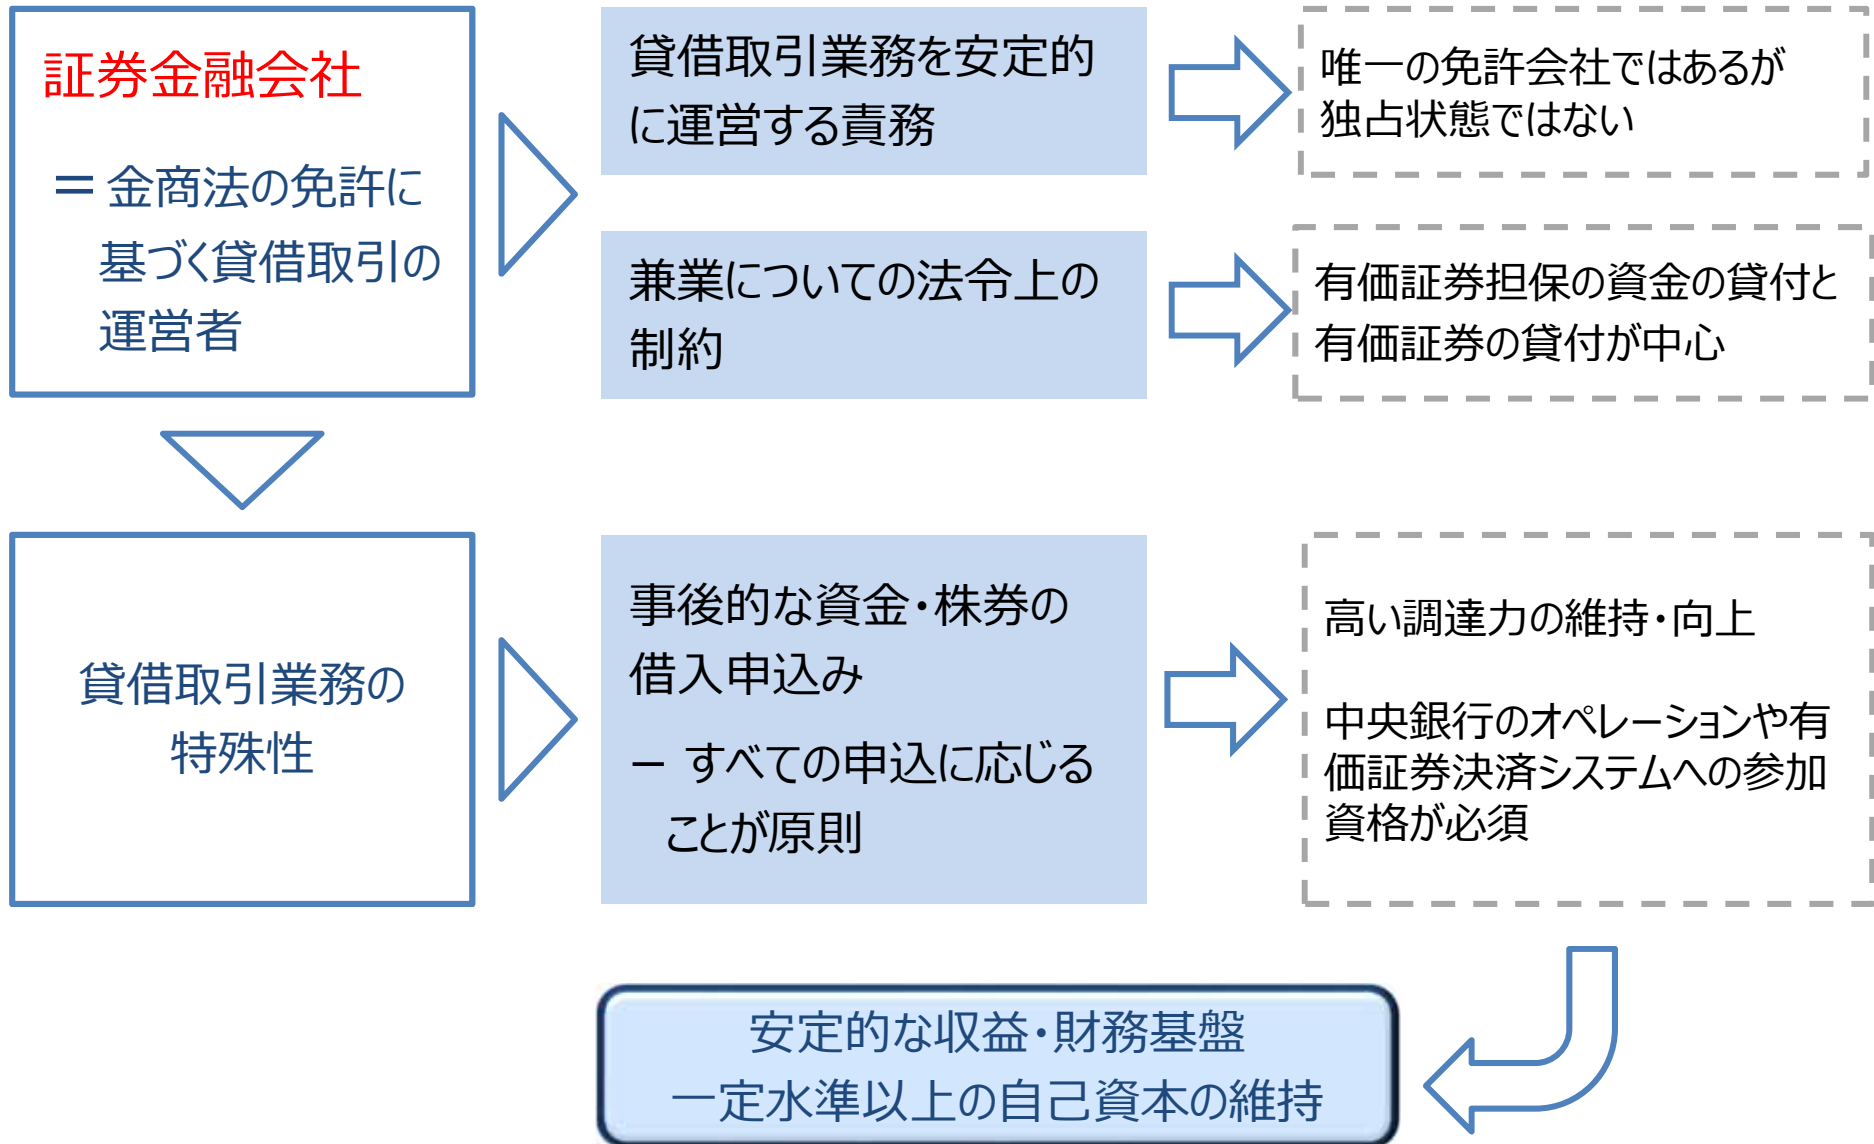 証券金融会社
＝ 金商法の免許に
基づく貸借取引の
運営者
貸借取引業務を安定的
に運営する責務
唯一の免許会社ではあるが
独占状態ではない
兼業についての法令上の
制約
有価証券担保の資金の貸付と
有価証券の貸付が中心
貸借取引業務の
特殊性
事後的な資金・株券の
借入申込み
－ すべての申込に応じる
ことが原則
高い調達力の維持・向上
中央銀行のオペレーションや有
価証券決済システムへの参加
資格が必須
安定的な収益・財務基盤
一定水準以上の自己資本の維持